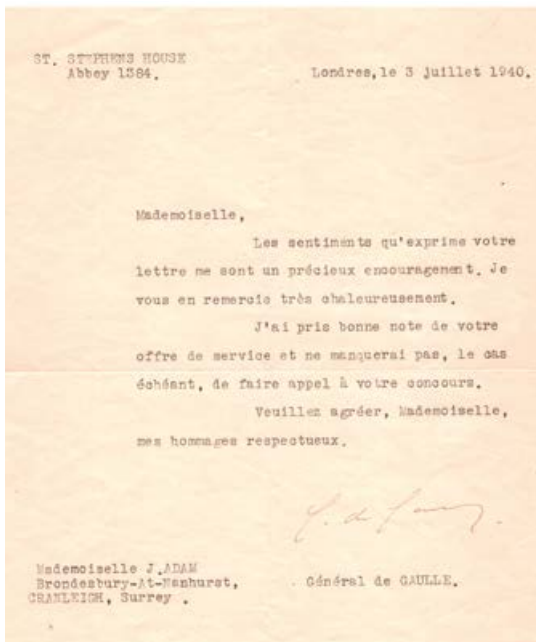 ST. STEPHENS HOUSE
Abbey 1384.
Londres, le 3 juillet 1940.
Mademoiselle,
Les sentiments qu'exprime votre
lettre me sont un précieux encouragement. Je
vous en remercie très chaleureusement.
J'ai pris bonne note de votre
offre de service et ne manquerai pas, le cas
échéant, de faire appel à votre concours.
Veuillez agréer, Mademoiselle,
mes hommages respectueux.
Mademoiselle J.ADAM
Brondesbury-At-Nanhurst,
CRANLEIGH, Surrey .
Général de GAULLE.